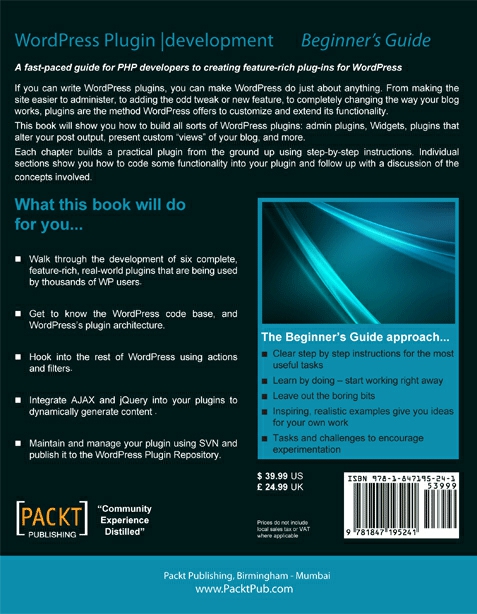 WordPress Plugin |development Beginner's Guide
A fast-paced guide for PHP developers to creating feature-rich plug-ins for WordPress
If you can write WordPress plugins, you can make WordPress do just about anything. From making the
site easier to administer, to adding the odd tweak or new feature, to completely changing the way your blog
works, plugins are the method WordPress offers to customize and extend its functionality.
This book will show you how to build all sorts of WordPress plugins: admin plugins, Widgets, plugins that
alter your post output, present custom "views" of your blog, and more.
Each chapter builds a practical plugin from the ground up using step-by-step instructions. Individual
sections show you how to code some functionality into your plugin and follow up with a discussion of the
concepts involved.
What this book will do
for you...
Walk through the development of six complete,
feature-rich, real-world plugins that are being used
by thousands of WP users.
Get to know the WordPress code base, and
WordPress's plugin architecture.
Hook into the rest of WordPress using actions
and filters.
Integrate AJAX and jQuery into your plugins to
dynamically generate content .
Maintain and manage your plugin using SVN and
publish it to the WordPress Plugin Repository.
The Beginner's Guide approach...
Clear step by step instructions for the most
useful tasks
Learn by doing – start working right away
Leave out the boring bits
Inspiring, realistic examples give you ideas
for your own work
Tasks and challenges to encourage
experimentation
$ 39.99 US
£ 24.99 UK
Prices do not include
local sales tax or VAT
where applicable
ISBN 978-1-847195-24-1
53999
9 781847 195241
[PACKT]
PUBLISHING
"Community
Experience
Distilled"
Packt Publishing, Birmingham - Mumbai
www.PacktPub.com